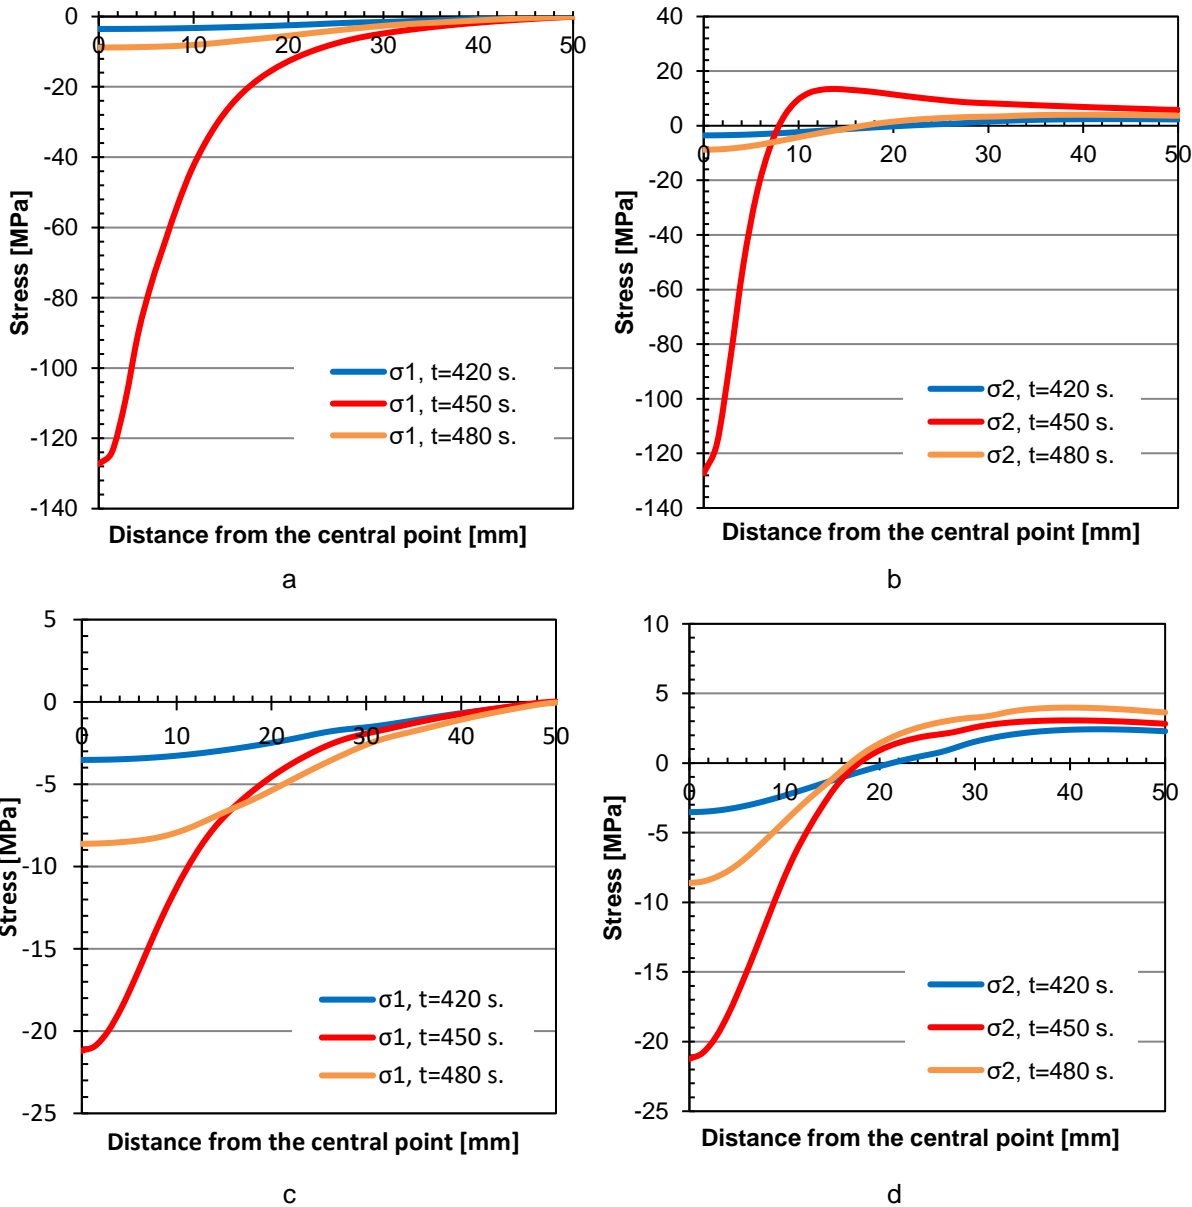 0
-20
-40
-60
-80
-100
-120
-140
0 10 20 30 40 50
Stress [MPa]
σ1, t=420 s.
σ1, t=450 s.
σ1, t=480 s.
Distance from the central point [mm]
a
40
20
0
-20
-40
-60
-80
-100
-120
-140
0 10 20 30 40 50
Stress [MPa]
σ2, t=420 s.
σ2, t=450 s.
σ2, t=480 s.
Distance from the central point [mm]
b
5
0
-5
-10
-15
-20
-25
0 10 20 30 40 50
Stress [MPa]
σ1, t=420 s.
σ1, t=450 s.
σ1, t=480 s.
Distance from the central point [mm]
c
10
5
0
-5
-10
-15
-20
-25
0 10 20 30 40 50
Stress [MPa]
σ2, t=420 s.
σ2, t=450 s.
σ2, t=480 s.
Distance from the central point [mm]
d